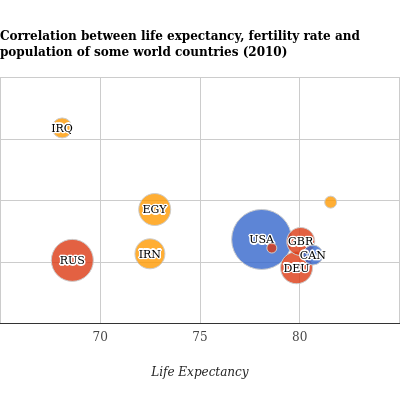 Correlation between life expectancy, fertility rate and
population of some world countries (2010)
IRQ
EGY
USA
GBR
IRN
CAN
RUS
DEU
70
75
80
Life Expectancy